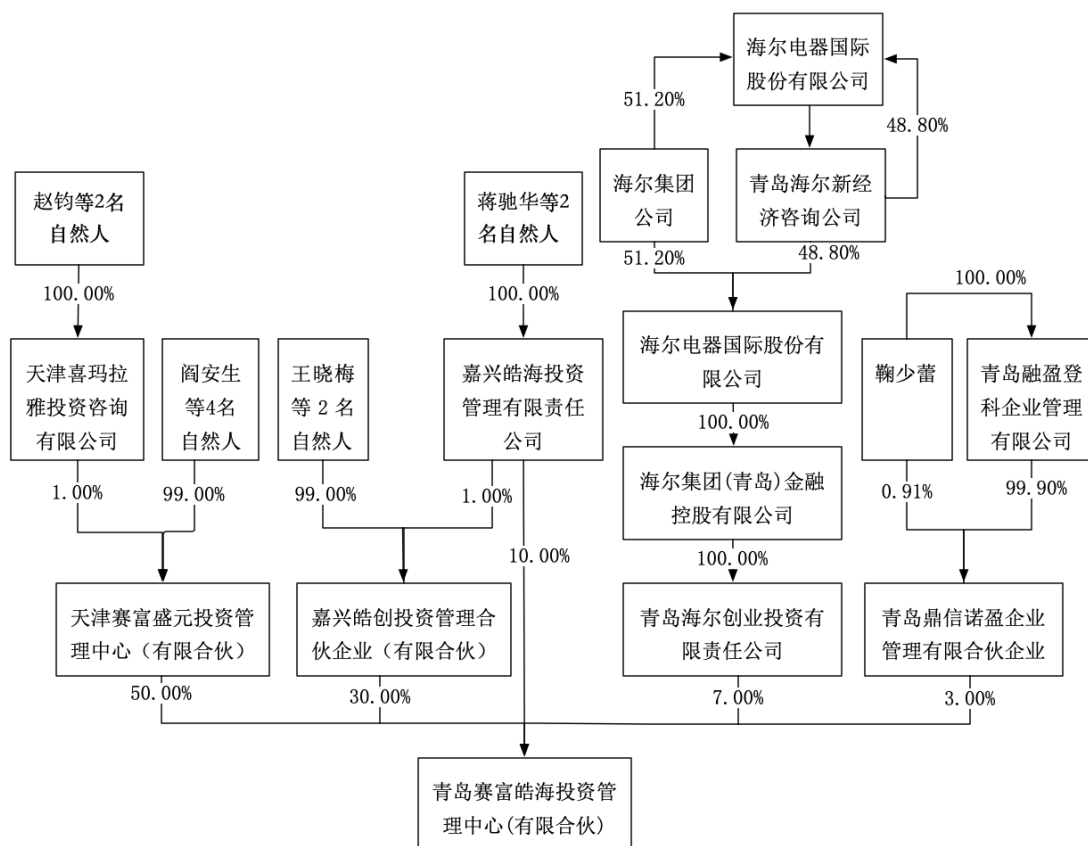 海尔电器国际
股份有限公司
51.20%
48.80%
赵钧等2名
自然人
蒋驰华等2
名自然人
海尔集团
公司
青岛海尔新经
济咨询公司
51.20%
48.80%
100.00%
100.00%
100.00%
天津喜玛拉
雅投资咨询
有限公司
阎安生
等4名
自然人
王晓梅
等 2 名
自然人
嘉兴皓海投资
管理有限责任
公司
海尔电器国际股份有
限公司
鞠少蕾
青岛融盈登
科企业管理
有限公司
100.00%
1.00%
99.00%
99.00%
1.00%
海尔集团(青岛)金融
控股有限公司
0.91%
99.90%
10.00%
100.00%
天津赛富盛元投资管
理中心（有限合伙）
嘉兴皓创投资管理合
伙企业（有限合伙）
青岛海尔创业投资有
限责任公司
青岛鼎信诺盈企业
管理有限合伙企业
50.00%
30.00%
7.00%
3.00%
青岛赛富皓海投资管
理中心(有限合伙)